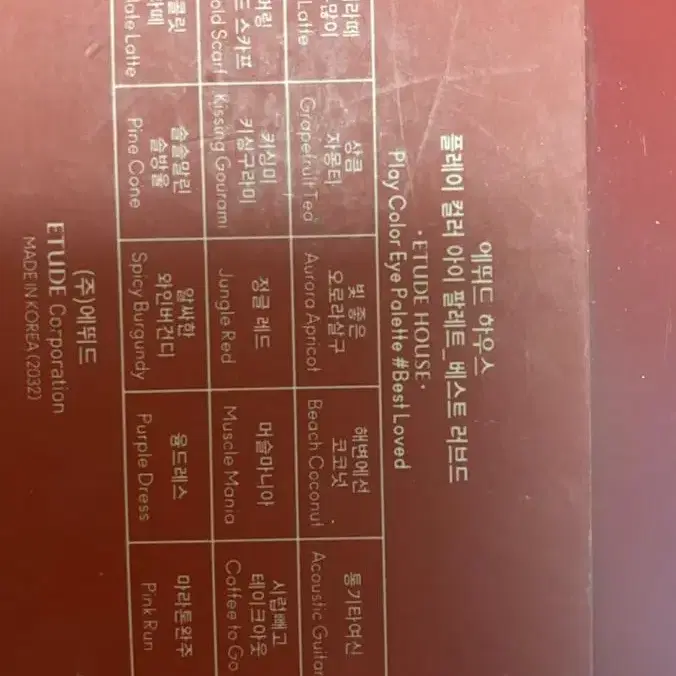 에뛰드 하우스
플레이 컬러 아이 팔레트_베스트 러브드
·ETUDE HOUSE·
Play Color Eye Palette #Best Loved
Latte
상큼
자몽티
Grapefruit Tea
빛 좋은
오로라살구
Aurora Apricot
해변에선
코코넛
Beach Coconut
통기타여신
Acoustic Guitar
스카프
Scarf
키싱미
키싱구라미
Kissing Gourami
정글 레드
Jungle Red
머슬마니아
Muscle Mania
시럽빼고
테이크아웃
Coffee to Go
Latte
솔솔말린
솔방울
Pine Cone
알싸한
와인버건디
Spicy Burgundy
융드레스
Purple Dress
마라톤완주
Pink Run
(주)에뛰드
ETUDE Corporation
MADE IN KOREA (2032)